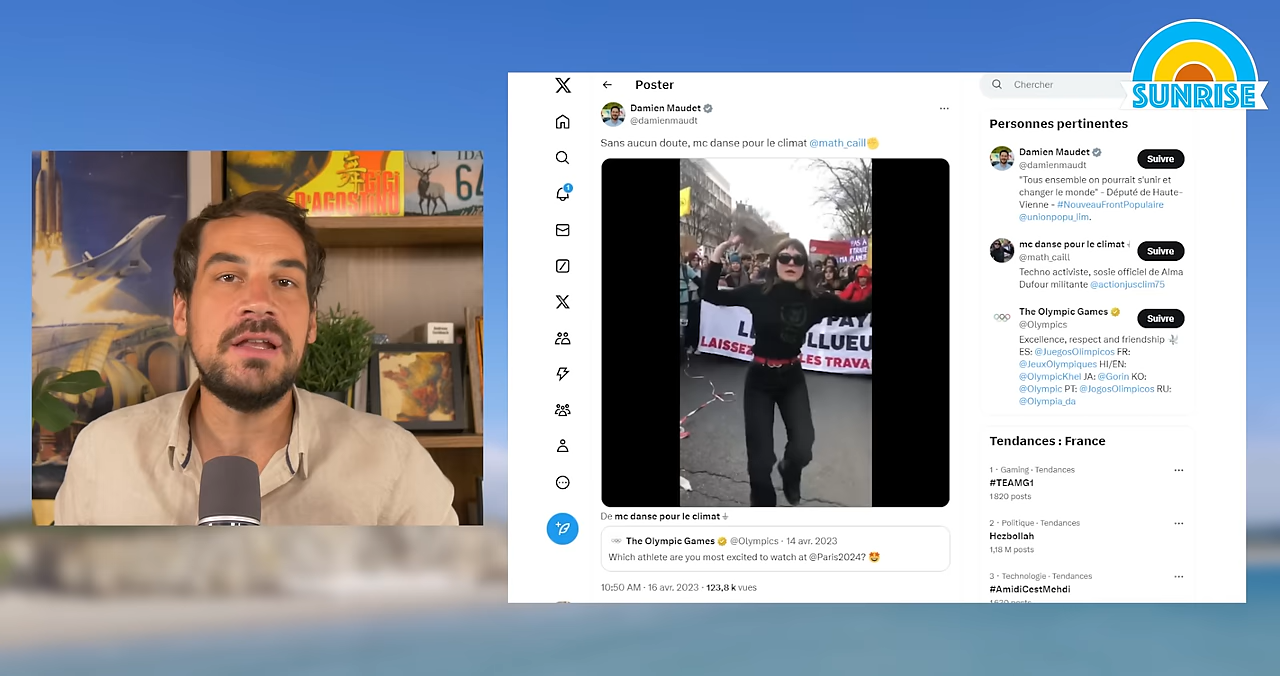 GIGI
D'AGOSTINO
IDA
64
SUNRISE
Poster
Chercher
Damien Maudet
@damienmaudt
Sans aucun doute, mc danse pour le climat @math_caill✊
LAISSEZ
LES TRAVA
De mc danse pour le climat
The Olympic Games @Olympics · 14 avr. 2023
Which athlete are you most excited to watch at @Paris2024? 🤩
10:50 AM · 16 avr. 2023 · 123,8 k vues
Personnes pertinentes
Damien Maudet
@damienmaudt
Suivre
"Tous ensemble on pourrait s'unir et
changer le monde" - Député de Haute-
Vienne - #NouveauFrontPopulaire
@unionpopu_lim.
mc danse pour le climat
@math_caill
Suivre
Techno activiste, sosie officiel de Alma
Dufour militante @actionjusclim75
The Olympic Games
@Olympics
Suivre
Excellence, respect and friendship
ES: @JuegosOlimpicos FR:
@JeuxOlympiques HI/EN:
@OlympicKhel JA: @Gorin KO:
@Olympic PT: @JogosOlimpicos RU:
@Olympia_da
Tendances : France
1 · Gaming · Tendances
#TEAMG1
1 820 posts
2 · Politique · Tendances
Hezbollah
1,18 M posts
3 · Technologie · Tendances
#AmidiCestMehdi